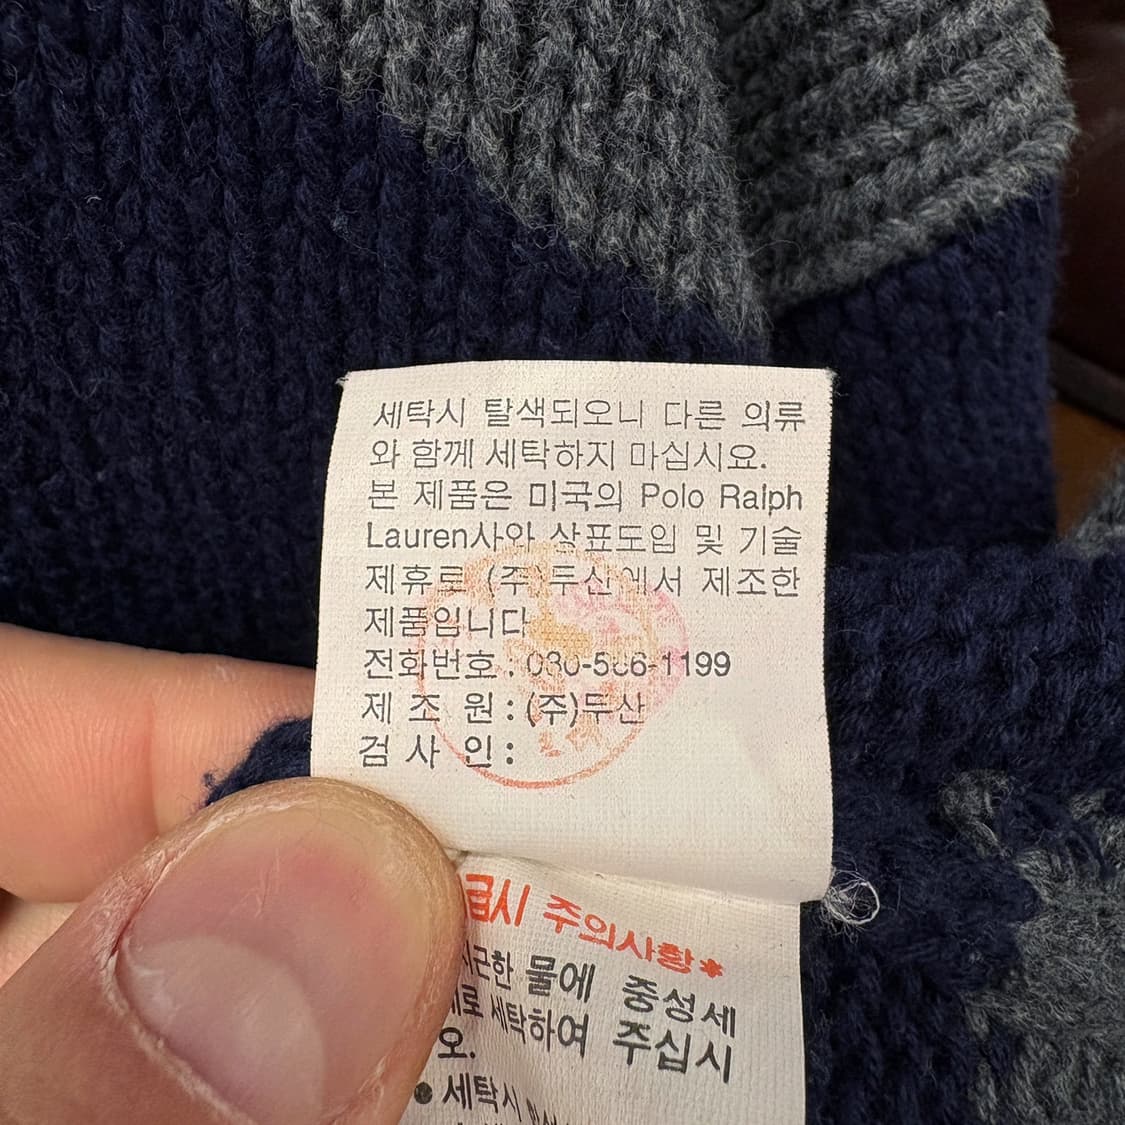 세탁시 탈색되오니 다른 의류
와 함께 세탁하지 마십시요.
본 제품은 미국의 Polo Ralph
Lauren사와 상표도입 및 기술
제휴로 (주)두산에서 제조한
제품입니다
전화번호 : 080-566-1199
제 조 원 : (주)두산
검 사 인 :
급시 주의사항*
근한 물에 중성세
로 세탁하여 주십시
오.
● 세탁시